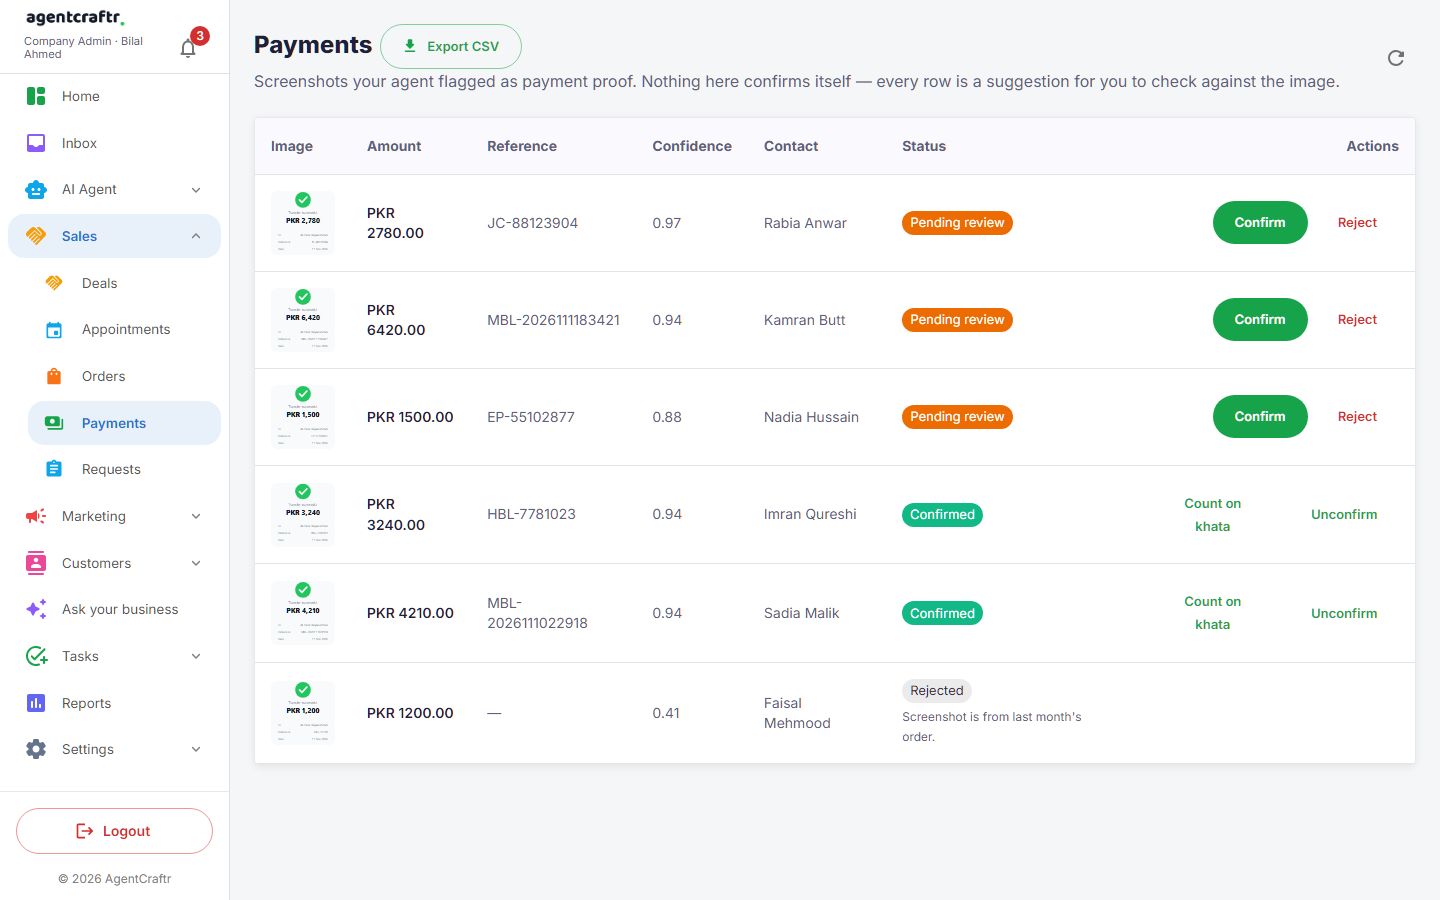 agentcraftr.
Company Admin · Bilal
Ahmed
3
Home
Inbox
AI Agent
Sales
Deals
Appointments
Orders
Payments
Requests
Marketing
Customers
Ask your business
Tasks
Reports
Settings
Logout
© 2026 AgentCraftr
Payments
Export CSV
Screenshots your agent flagged as payment proof. Nothing here confirms itself — every row is a suggestion for you to check against the image.
Image Amount Reference Confidence Contact Status Actions
PKR 2,780
PKR
2780.00
JC-88123904
0.97
Rabia Anwar
Pending review
Confirm
Reject
PKR 6,420
PKR
6420.00
MBL-2026111183421
0.94
Kamran Butt
Pending review
Confirm
Reject
PKR 1,500
PKR 1500.00
EP-55102877
0.88
Nadia Hussain
Pending review
Confirm
Reject
PKR 3,240
PKR
3240.00
HBL-7781023
0.94
Imran Qureshi
Confirmed
Count on
khata
Unconfirm
PKR 4,210
PKR 4210.00
MBL-
2026111022918
0.94
Sadia Malik
Confirmed
Count on
khata
Unconfirm
PKR 1,200
PKR 1200.00
—
0.41
Faisal
Mehmood
Rejected
Screenshot is from last month's
order.